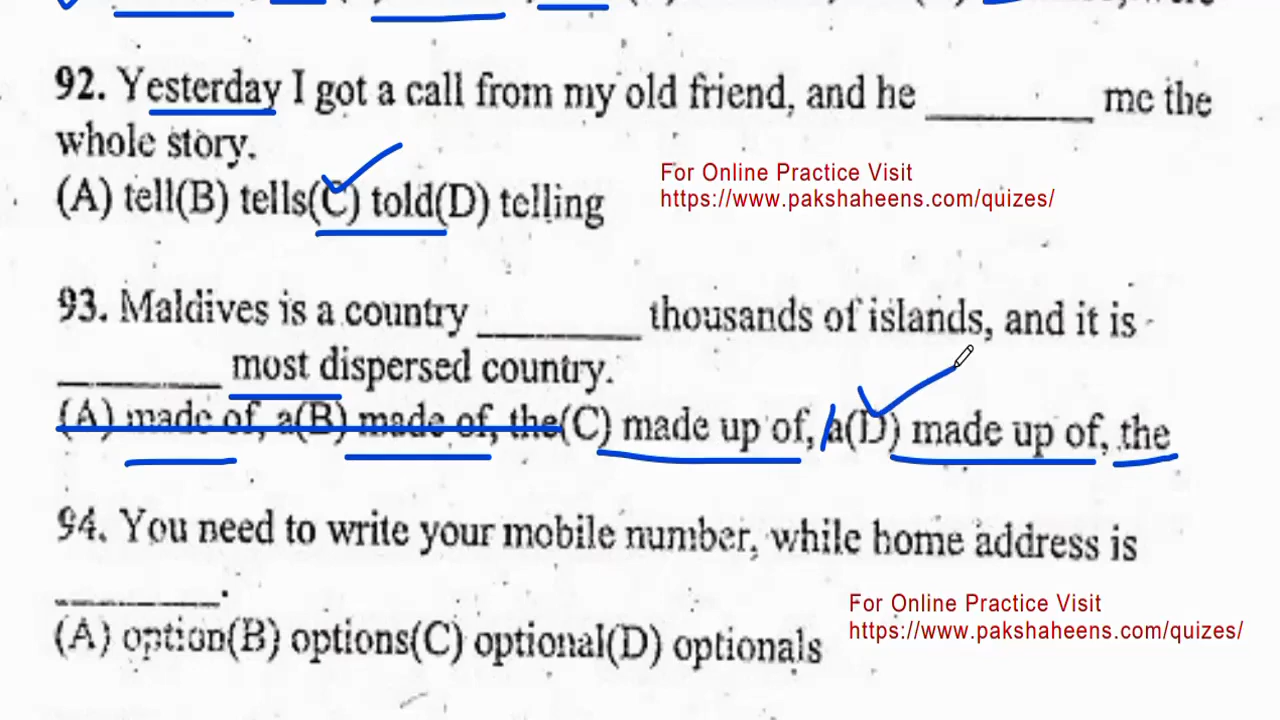 were
92. Yesterday I got a call from my old friend, and he ________ me the
whole story.
(A) tell(B) tells(C) told(D) telling
For Online Practice Visit
https://www.pakshaheens.com/quizes/
93. Maldives is a country ________ thousands of islands, and it is
________ most dispersed country.
(A) made of, a(B) made of, the(C) made up of, a(D) made up of, the
94. You need to write your mobile number, while home address is
________.
(A) option(B) options(C) optional(D) optionals
For Online Practice Visit
https://www.pakshaheens.com/quizes/